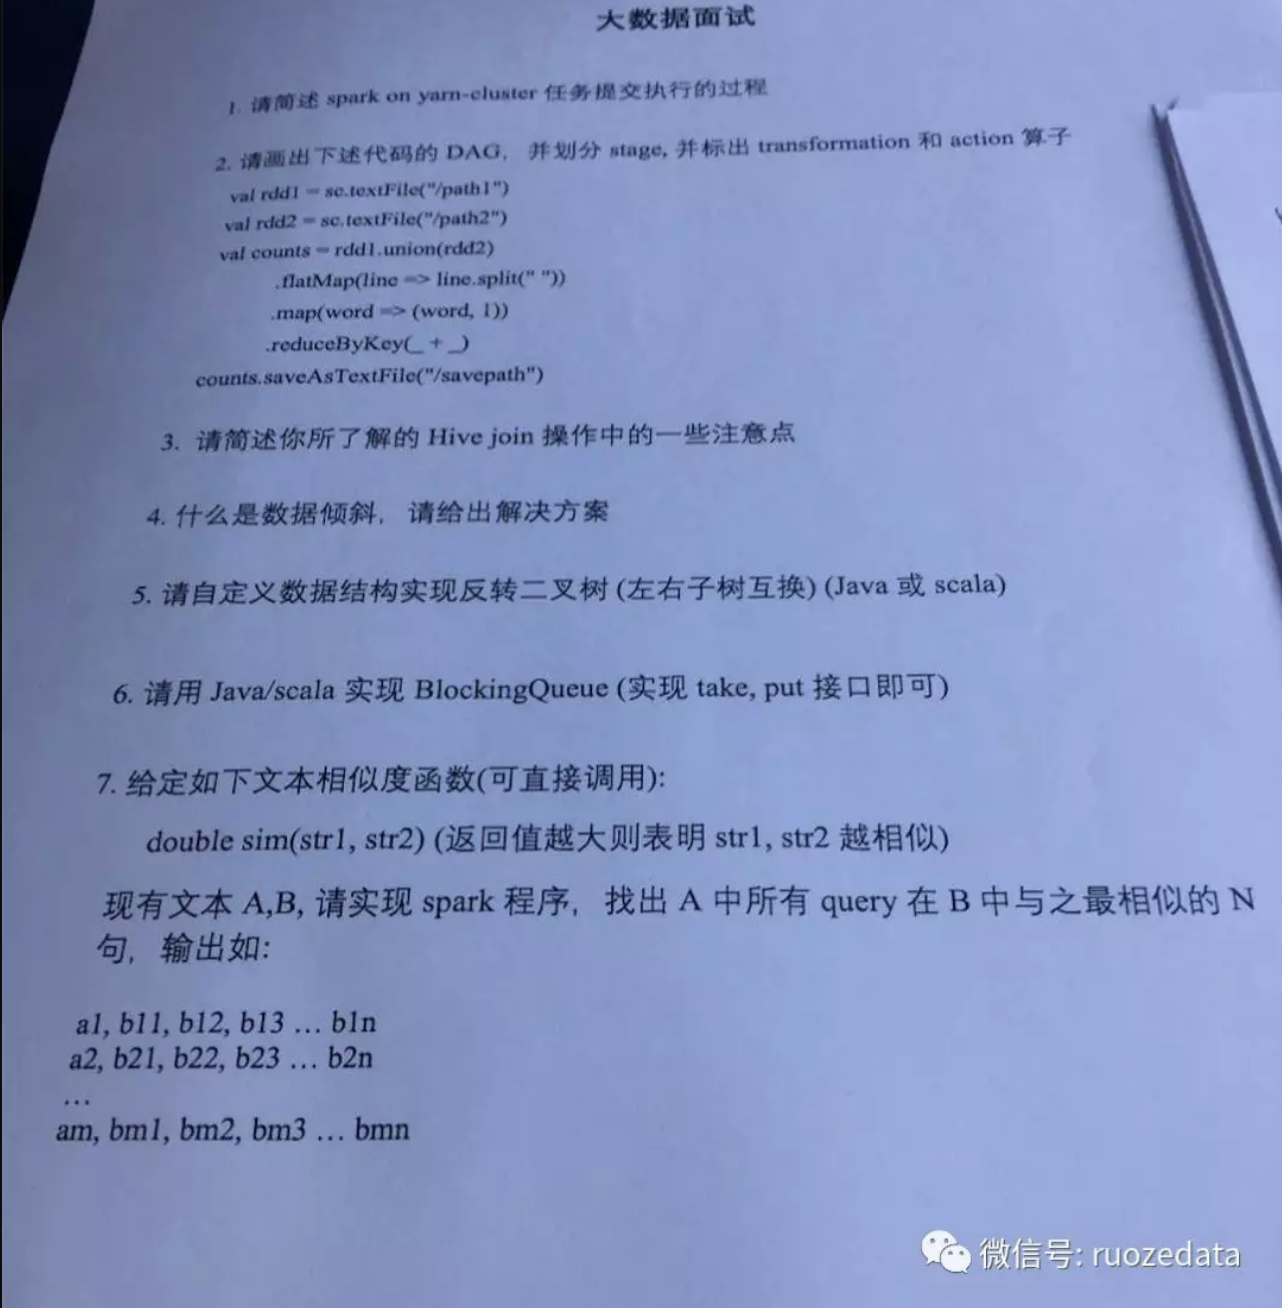 大数据面试
1. 请简述 spark on yarn-cluster 任务提交执行的过程
2. 请画出下述代码的 DAG，并划分 stage, 并标出 transformation 和 action 算子
val rdd1 = sc.textFile("/path1")
val rdd2 = sc.textFile("/path2")
val counts = rdd1.union(rdd2)
.flatMap(line => line.split(" "))
.map(word => (word, 1))
.reduceByKey(_ + _)
counts.saveAsTextFile("/savepath")
3. 请简述你所了解的 Hive join 操作中的一些注意点
4. 什么是数据倾斜，请给出解决方案
5. 请自定义数据结构实现反转二叉树 (左右子树互换) (Java 或 scala)
6. 请用 Java/scala 实现 BlockingQueue (实现 take, put 接口即可)
7. 给定如下文本相似度函数(可直接调用):
double sim(str1, str2) (返回值越大则表明 str1, str2 越相似)
现有文本 A,B, 请实现 spark 程序，找出 A 中所有 query 在 B 中与之最相似的 N
句，输出如:
a1, b11, b12, b13 … b1n
a2, b21, b22, b23 … b2n
…
am, bm1, bm2, bm3 … bmn
微信号: ruozedata